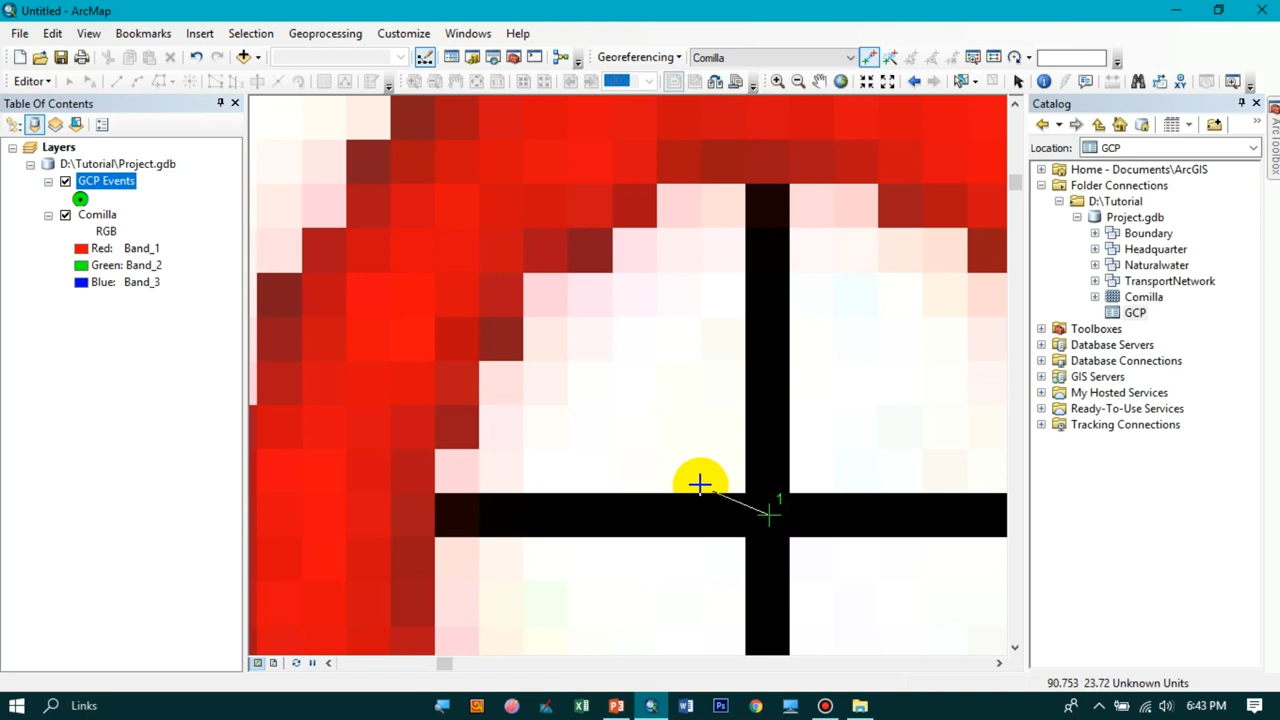 Untitled - ArcMap
File Edit View Bookmarks Insert Selection Geoprocessing Customize Windows Help
Georeferencing Comilla
Editor
Table Of Contents
Layers
D:\Tutorial\Project.gdb
GCP Events
Comilla
RGB
Red: Band_1
Green: Band_2
Blue: Band_3
1
Catalog
Location: GCP
Home - Documents\ArcGIS
Folder Connections
D:\Tutorial
Project.gdb
Boundary
Headquarter
Naturalwater
TransportNetwork
Comilla
GCP
Toolboxes
Database Servers
Database Connections
GIS Servers
My Hosted Services
Ready-To-Use Services
Tracking Connections
ArcToolbox
90.753 23.72 Unknown Units
Links
6:43 PM